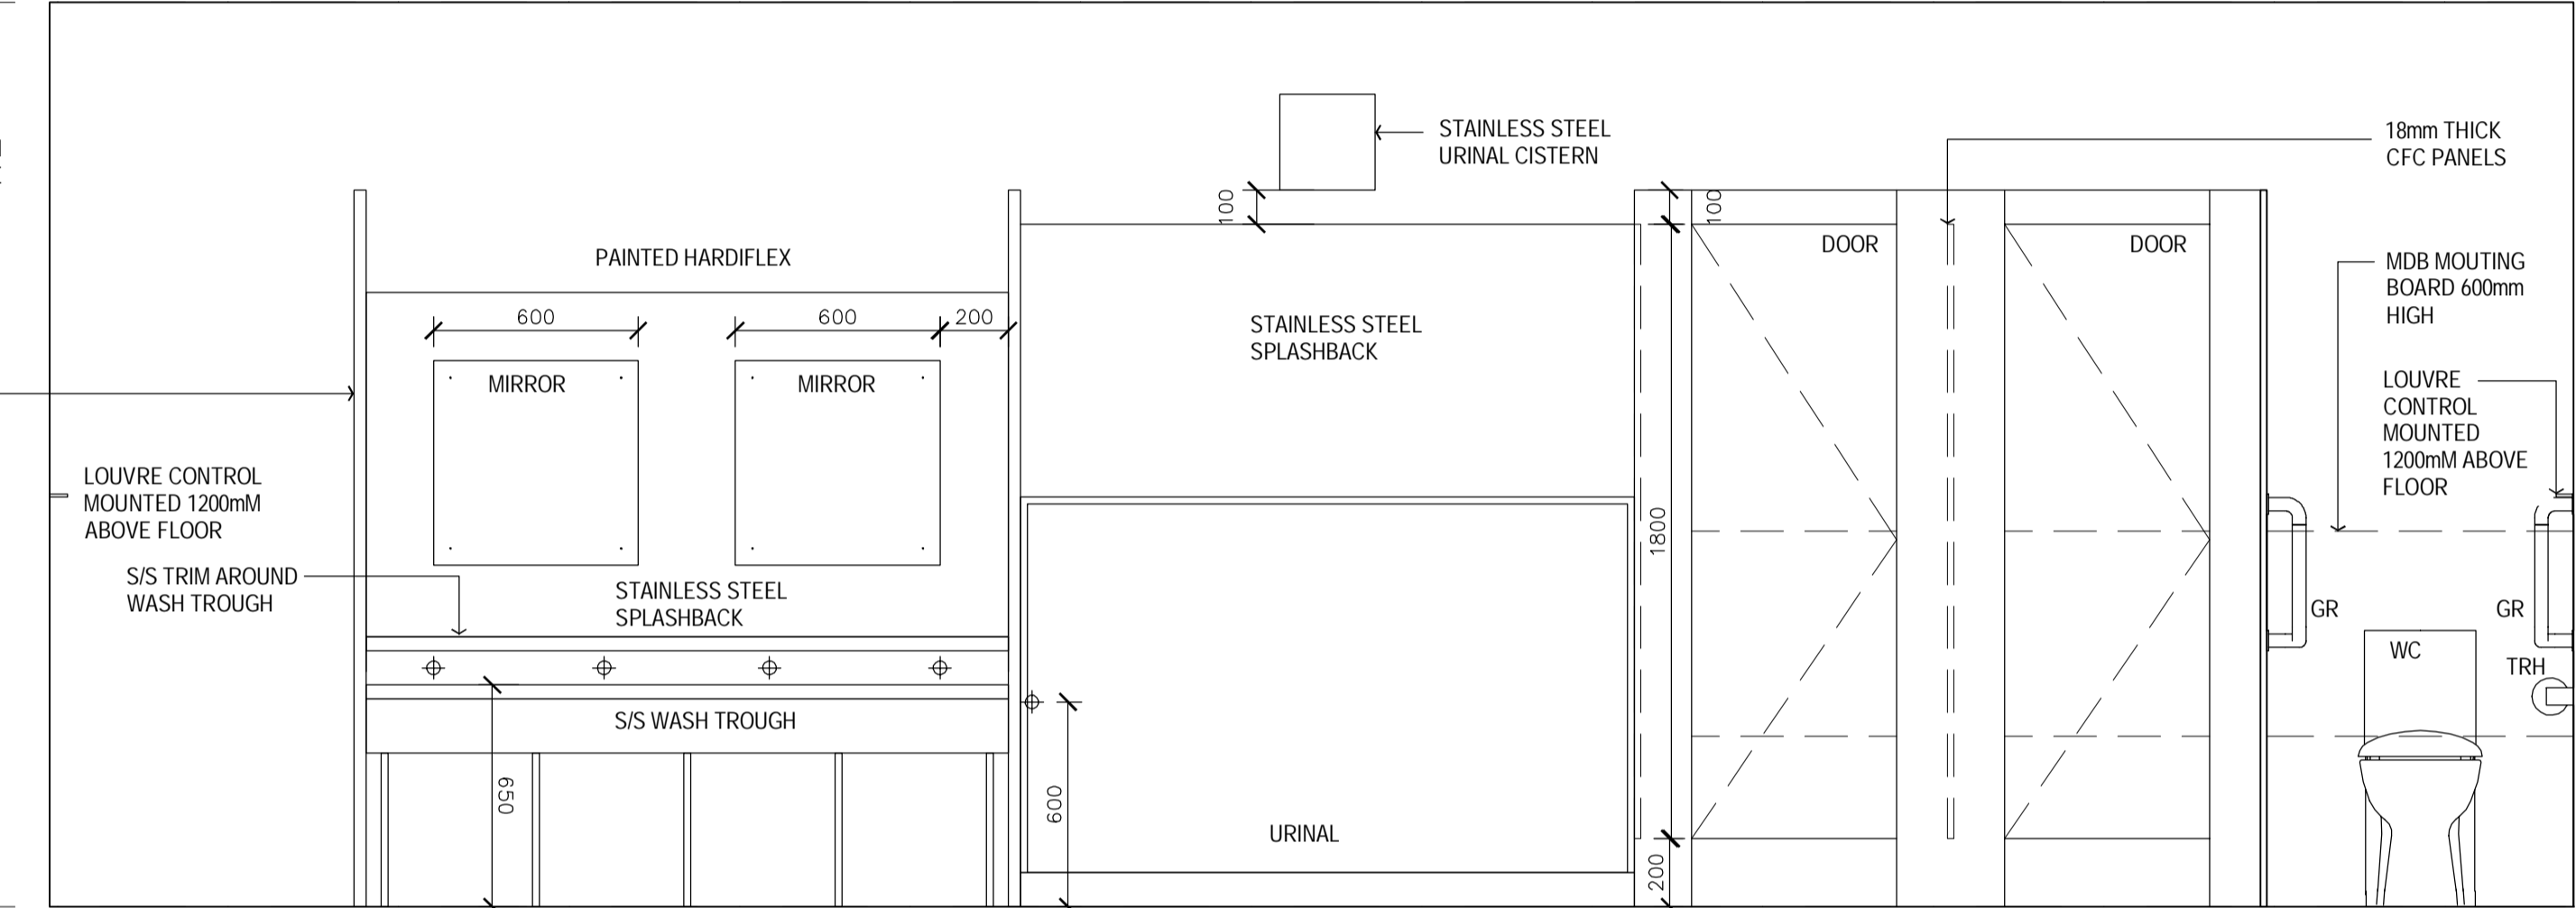 STAINLESS STEEL
URINAL CISTERN
18mm THICK
CFC PANELS
100
100
PAINTED HARDIFLEX
DOOR
DOOR
MDB MOUTING
BOARD 600mm
HIGH
600
600
200
STAINLESS STEEL
SPLASHBACK
MIRROR
MIRROR
LOUVRE
CONTROL
MOUNTED
1200mM ABOVE
FLOOR
LOUVRE CONTROL
MOUNTED 1200mM
ABOVE FLOOR
1800
S/S TRIM AROUND
WASH TROUGH
STAINLESS STEEL
SPLASHBACK
GR
GR
WC
TRH
S/S WASH TROUGH
650
600
URINAL
200